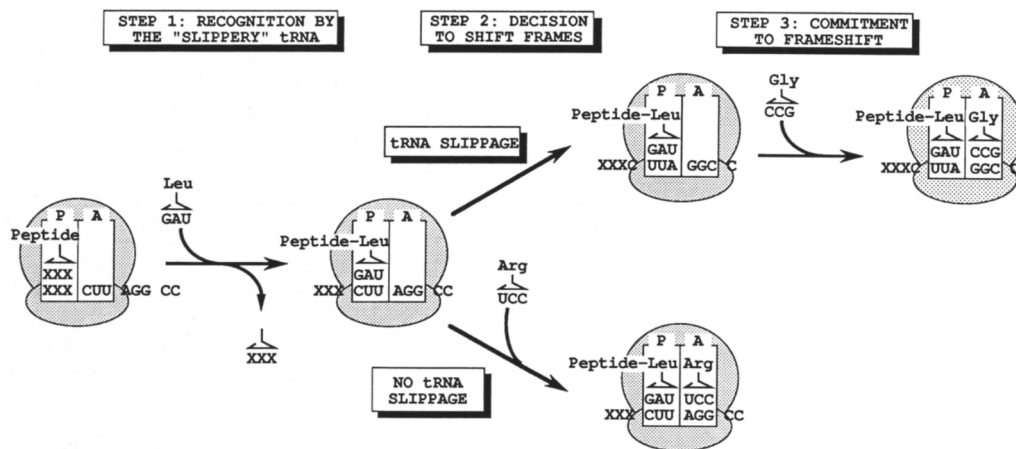 STEP 1: RECOGNITION BY
THE "SLIPPERY" tRNA
STEP 2: DECISION
TO SHIFT FRAMES
STEP 3: COMMITMENT
TO FRAMESHIFT
Peptide
P A
XXX
XXX CUU AGG CC
Leu
GAU
XXX
P A
Peptide-Leu
GAU
XXX CUU AGG CC
tRNA SLIPPAGE
P A
Peptide-Leu
GAU
XXXC UUA GGC C
Gly
CCG
P A
Peptide-Leu Gly
GAU CCG
XXXC UUA GGC C
NO tRNA
SLIPPAGE
Arg
UCC
P A
Peptide-Leu Arg
GAU UCC
XXX CUU AGG CC